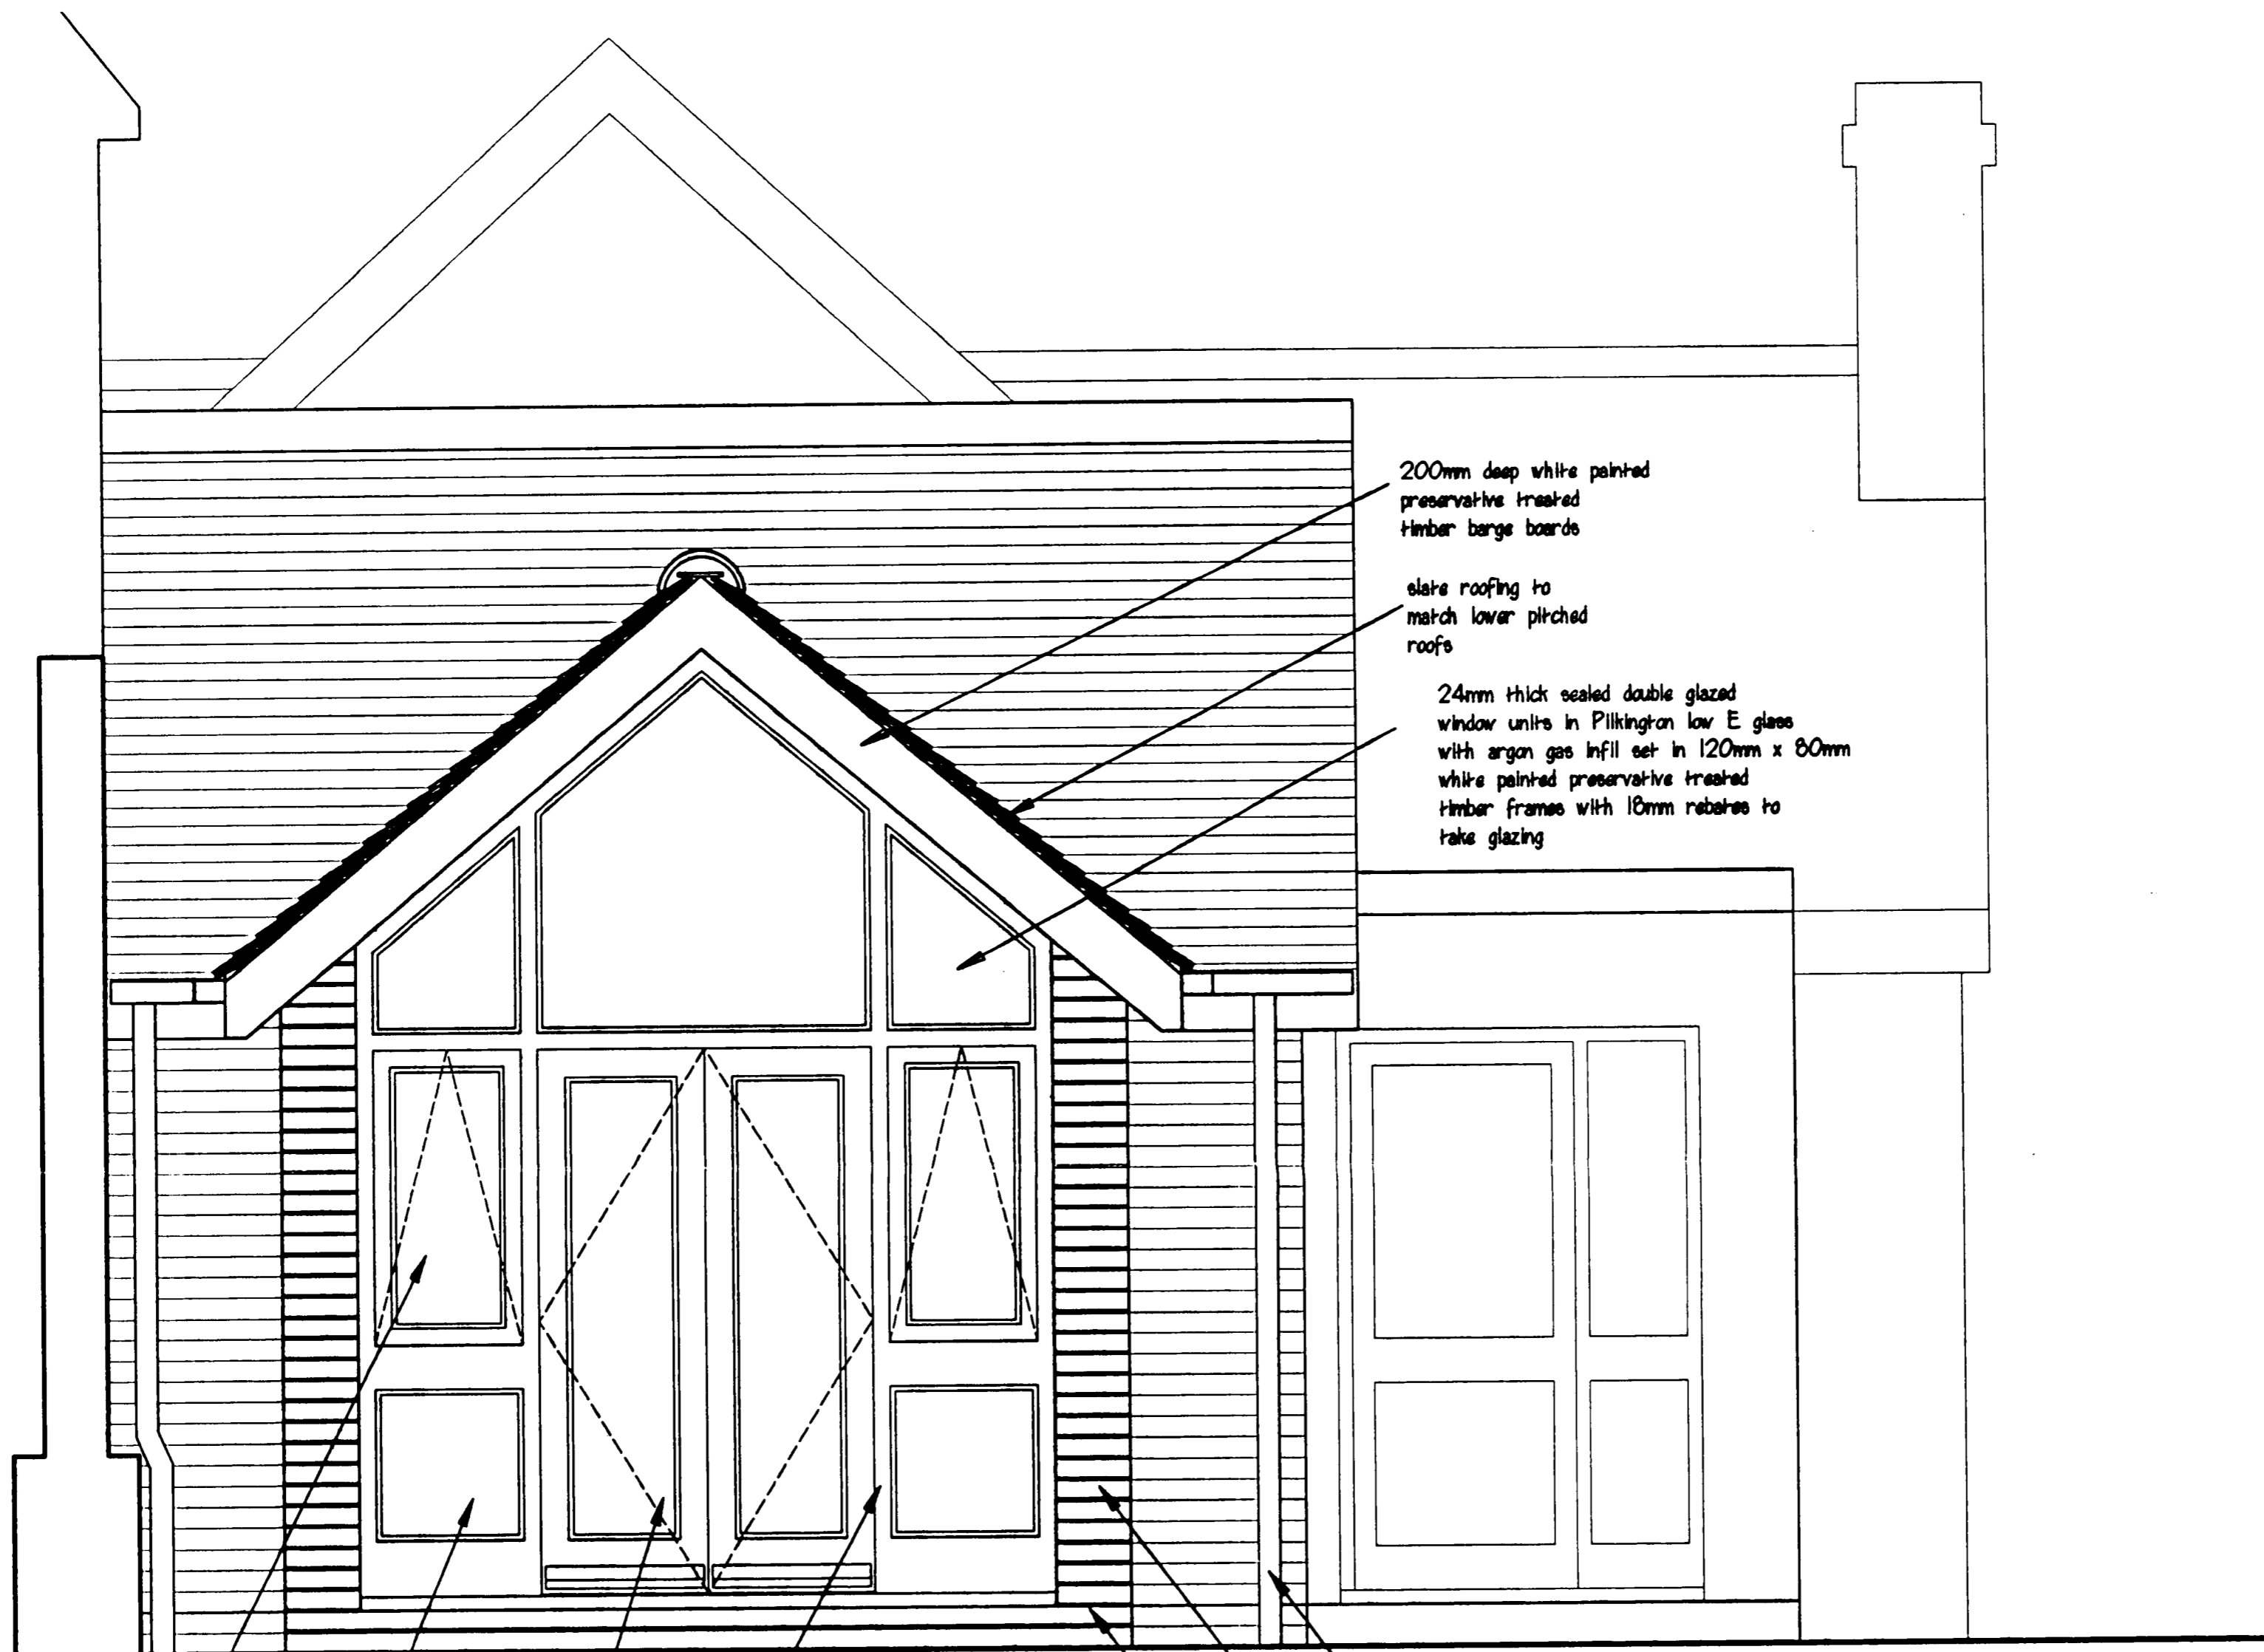 200mm deep white painted
preservative treated
timber barge boards
slate roofing to
match lower pitched
roofs
24mm thick sealed double glazed
window units in Pilkington low E glass
with argon gas infil set in 120mm x 80mm
white painted preservative treated
timber frames with 18mm rebates to
take glazing